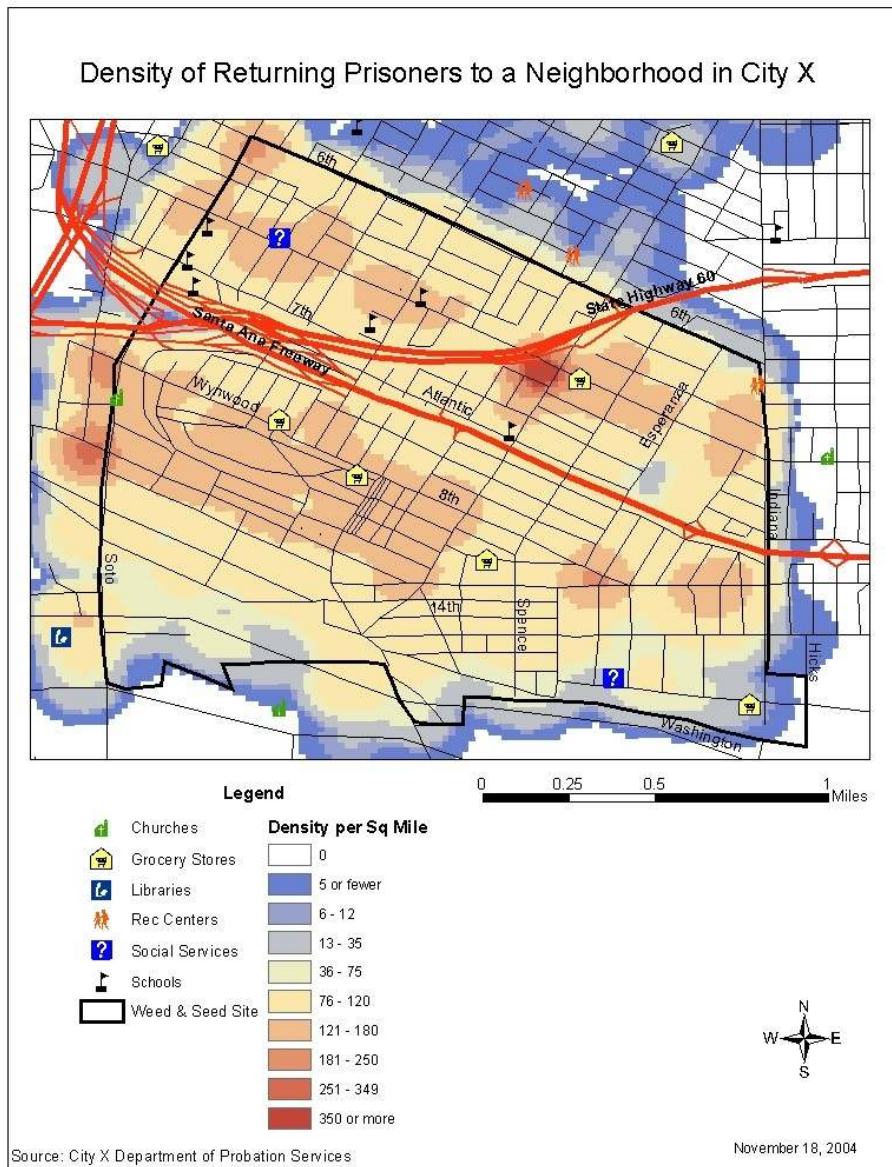 Density of Returning Prisoners to a Neighborhood in City X
6th
7th
State Highway 60
6th
Santa Ana Freeway
Wynwood
Atlantic
Esperanza
8th
Indiana
Soto
14th
Spence
Hicks
Washington
Legend
0 0.25 0.5 1
Miles
Churches
Grocery Stores
Libraries
Rec Centers
Social Services
Schools
Weed & Seed Site
Density per Sq Mile
0
5 or fewer
6 - 12
13 - 35
36 - 75
76 - 120
121 - 180
181 - 250
251 - 349
350 or more
N
W E
S
Source: City X Department of Probation Services
November 18, 2004